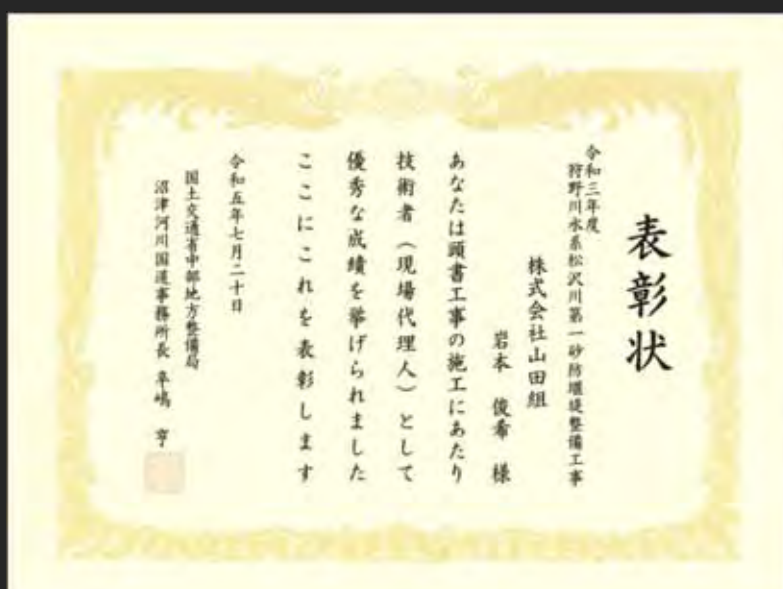 表彰状
令和三年度
狩野川水系松沢川第一砂防堰堤整備工事
株式会社山田組
岩本 俊希 様
あなたは頭書工事の施工にあたり
技術者（現場代理人）として
優秀な成績を挙げられました
ここにこれを表彰します
令和五年七月二十日
国土交通省中部地方整備局
沼津河川国道事務所長 嶋 亨